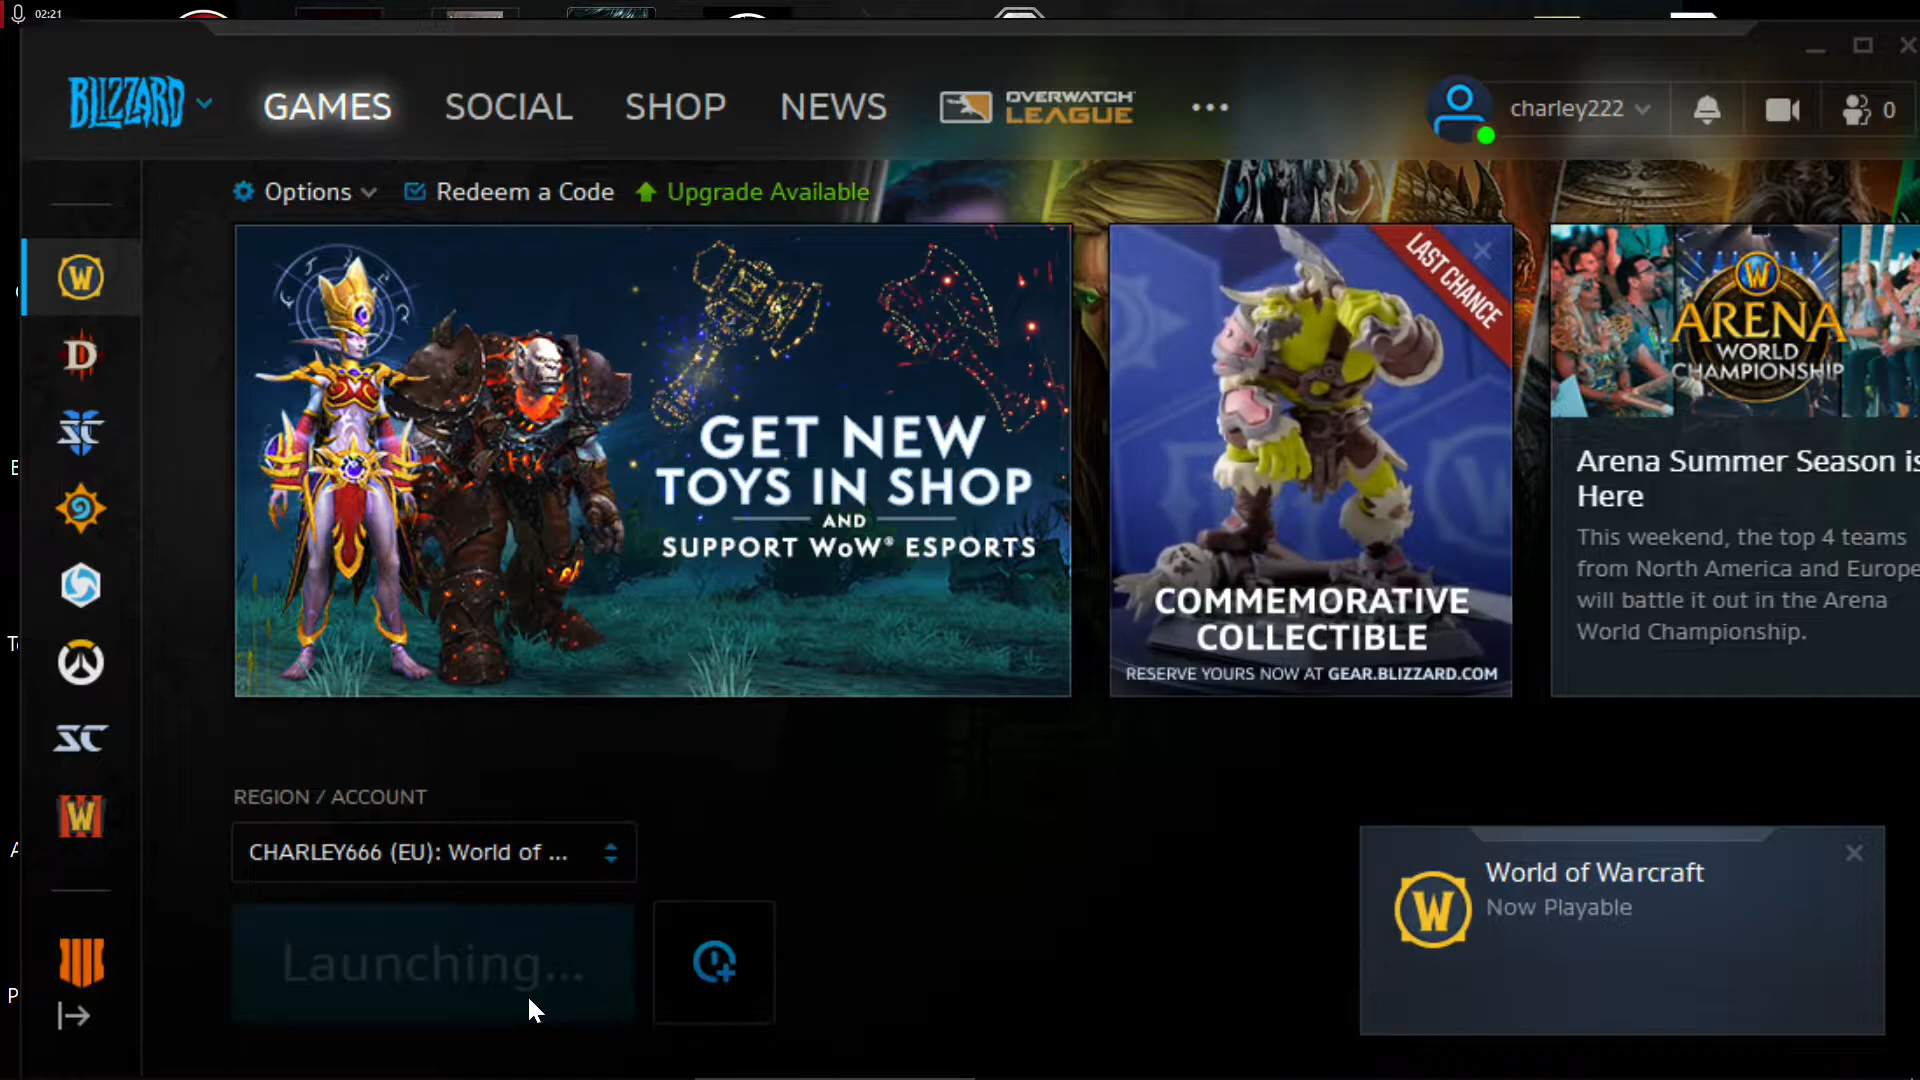 02:21
BLIZZARD
GAMES
SOCIAL
SHOP
NEWS
OVERWATCH
LEAGUE
charley222
0
Options
Redeem a Code
Upgrade Available
GET NEW
TOYS IN SHOP
AND
SUPPORT WoW® ESPORTS
LAST CHANCE
COMMEMORATIVE
COLLECTIBLE
RESERVE YOURS NOW AT GEAR.BLIZZARD.COM
W
ARENA
WORLD
CHAMPIONSHIP
Arena Summer Season is
Here
This weekend, the top 4 teams
from North America and Europe
will battle it out in the Arena
World Championship.
W
D
SC
SC
W
REGION / ACCOUNT
CHARLEY666 (EU): World of ...
Launching...
W
World of Warcraft
Now Playable